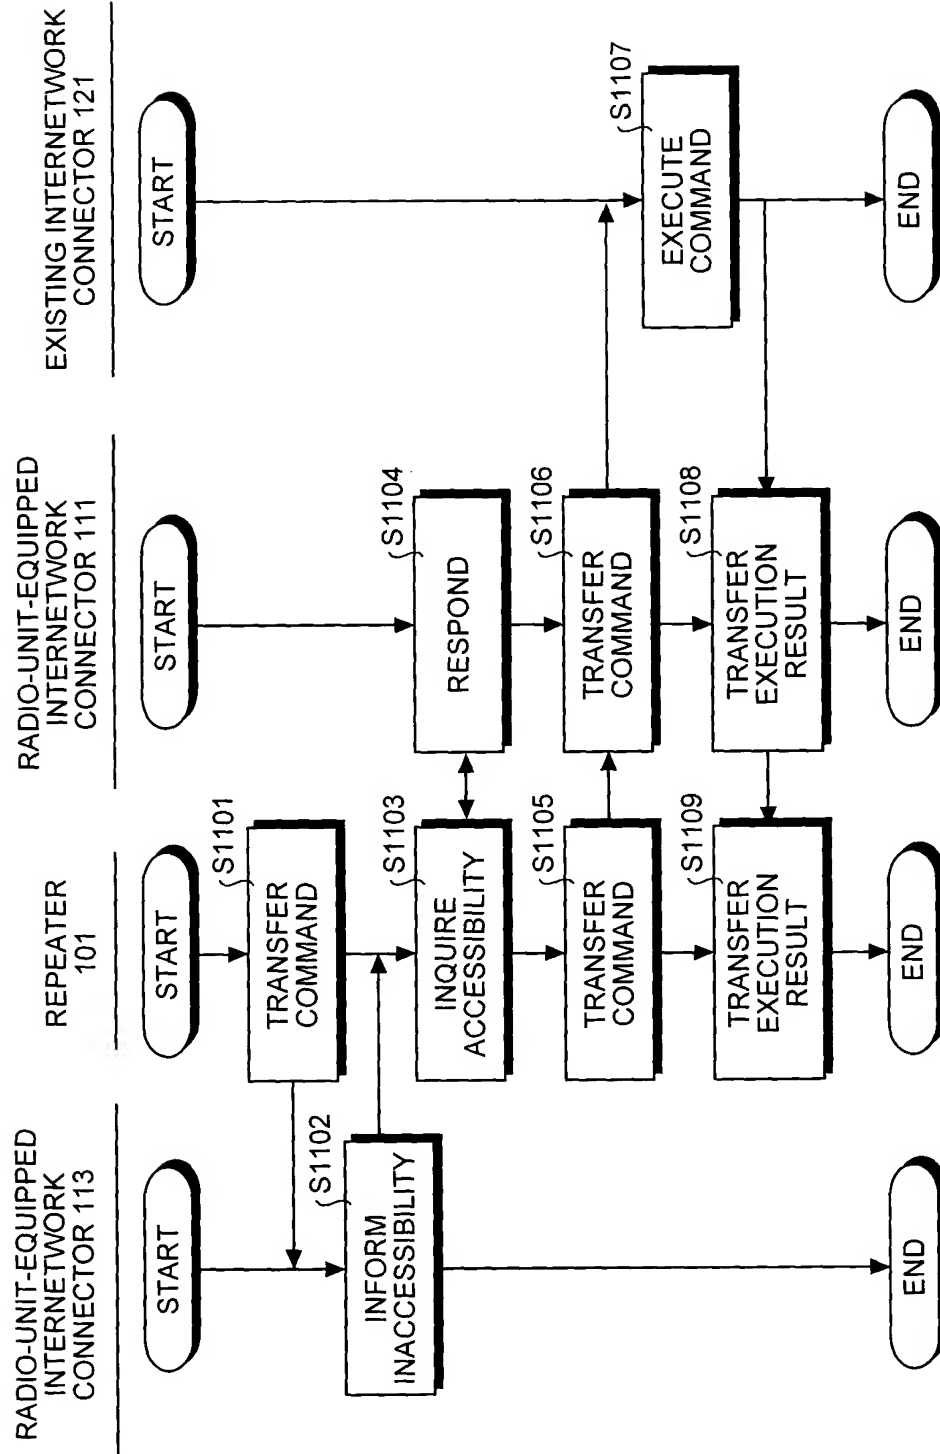 RADIO-UNIT-EQUIPPED
INTERNETWORK
CONNECTOR 113
REPEATER
101
RADIO-UNIT-EQUIPPED
INTERNETWORK
CONNECTOR 111
EXISTING INTERNETWORK
CONNECTOR 121
START
START
START
START
S1101
TRANSFER
COMMAND
S1102
INFORM
INACCESSIBILITY
S1103
INQUIRE
ACCESSIBILITY
S1104
RESPOND
S1105
TRANSFER
COMMAND
S1106
TRANSFER
COMMAND
S1107
EXECUTE
COMMAND
S1108
TRANSFER
EXECUTION
RESULT
S1109
TRANSFER
EXECUTION
RESULT
END
END
END
END